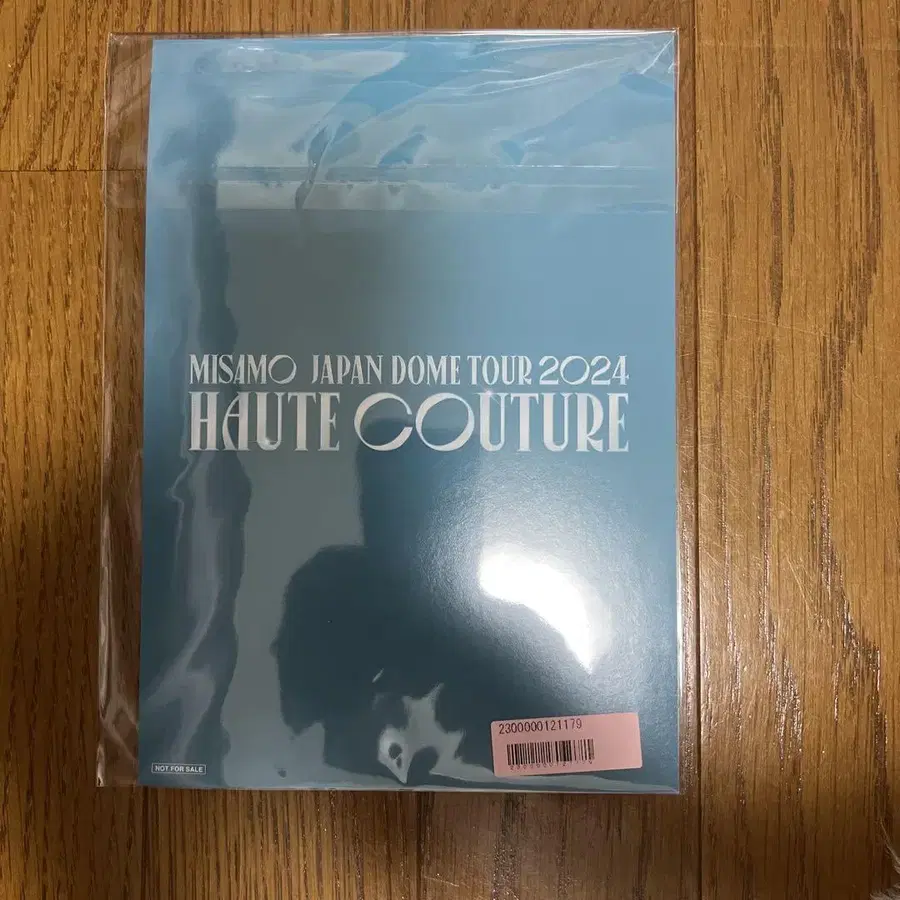 MISAMO JAPAN DOME TOUR 2024
HAUTE COUTURE
2300000121179
NOT FOR SALE